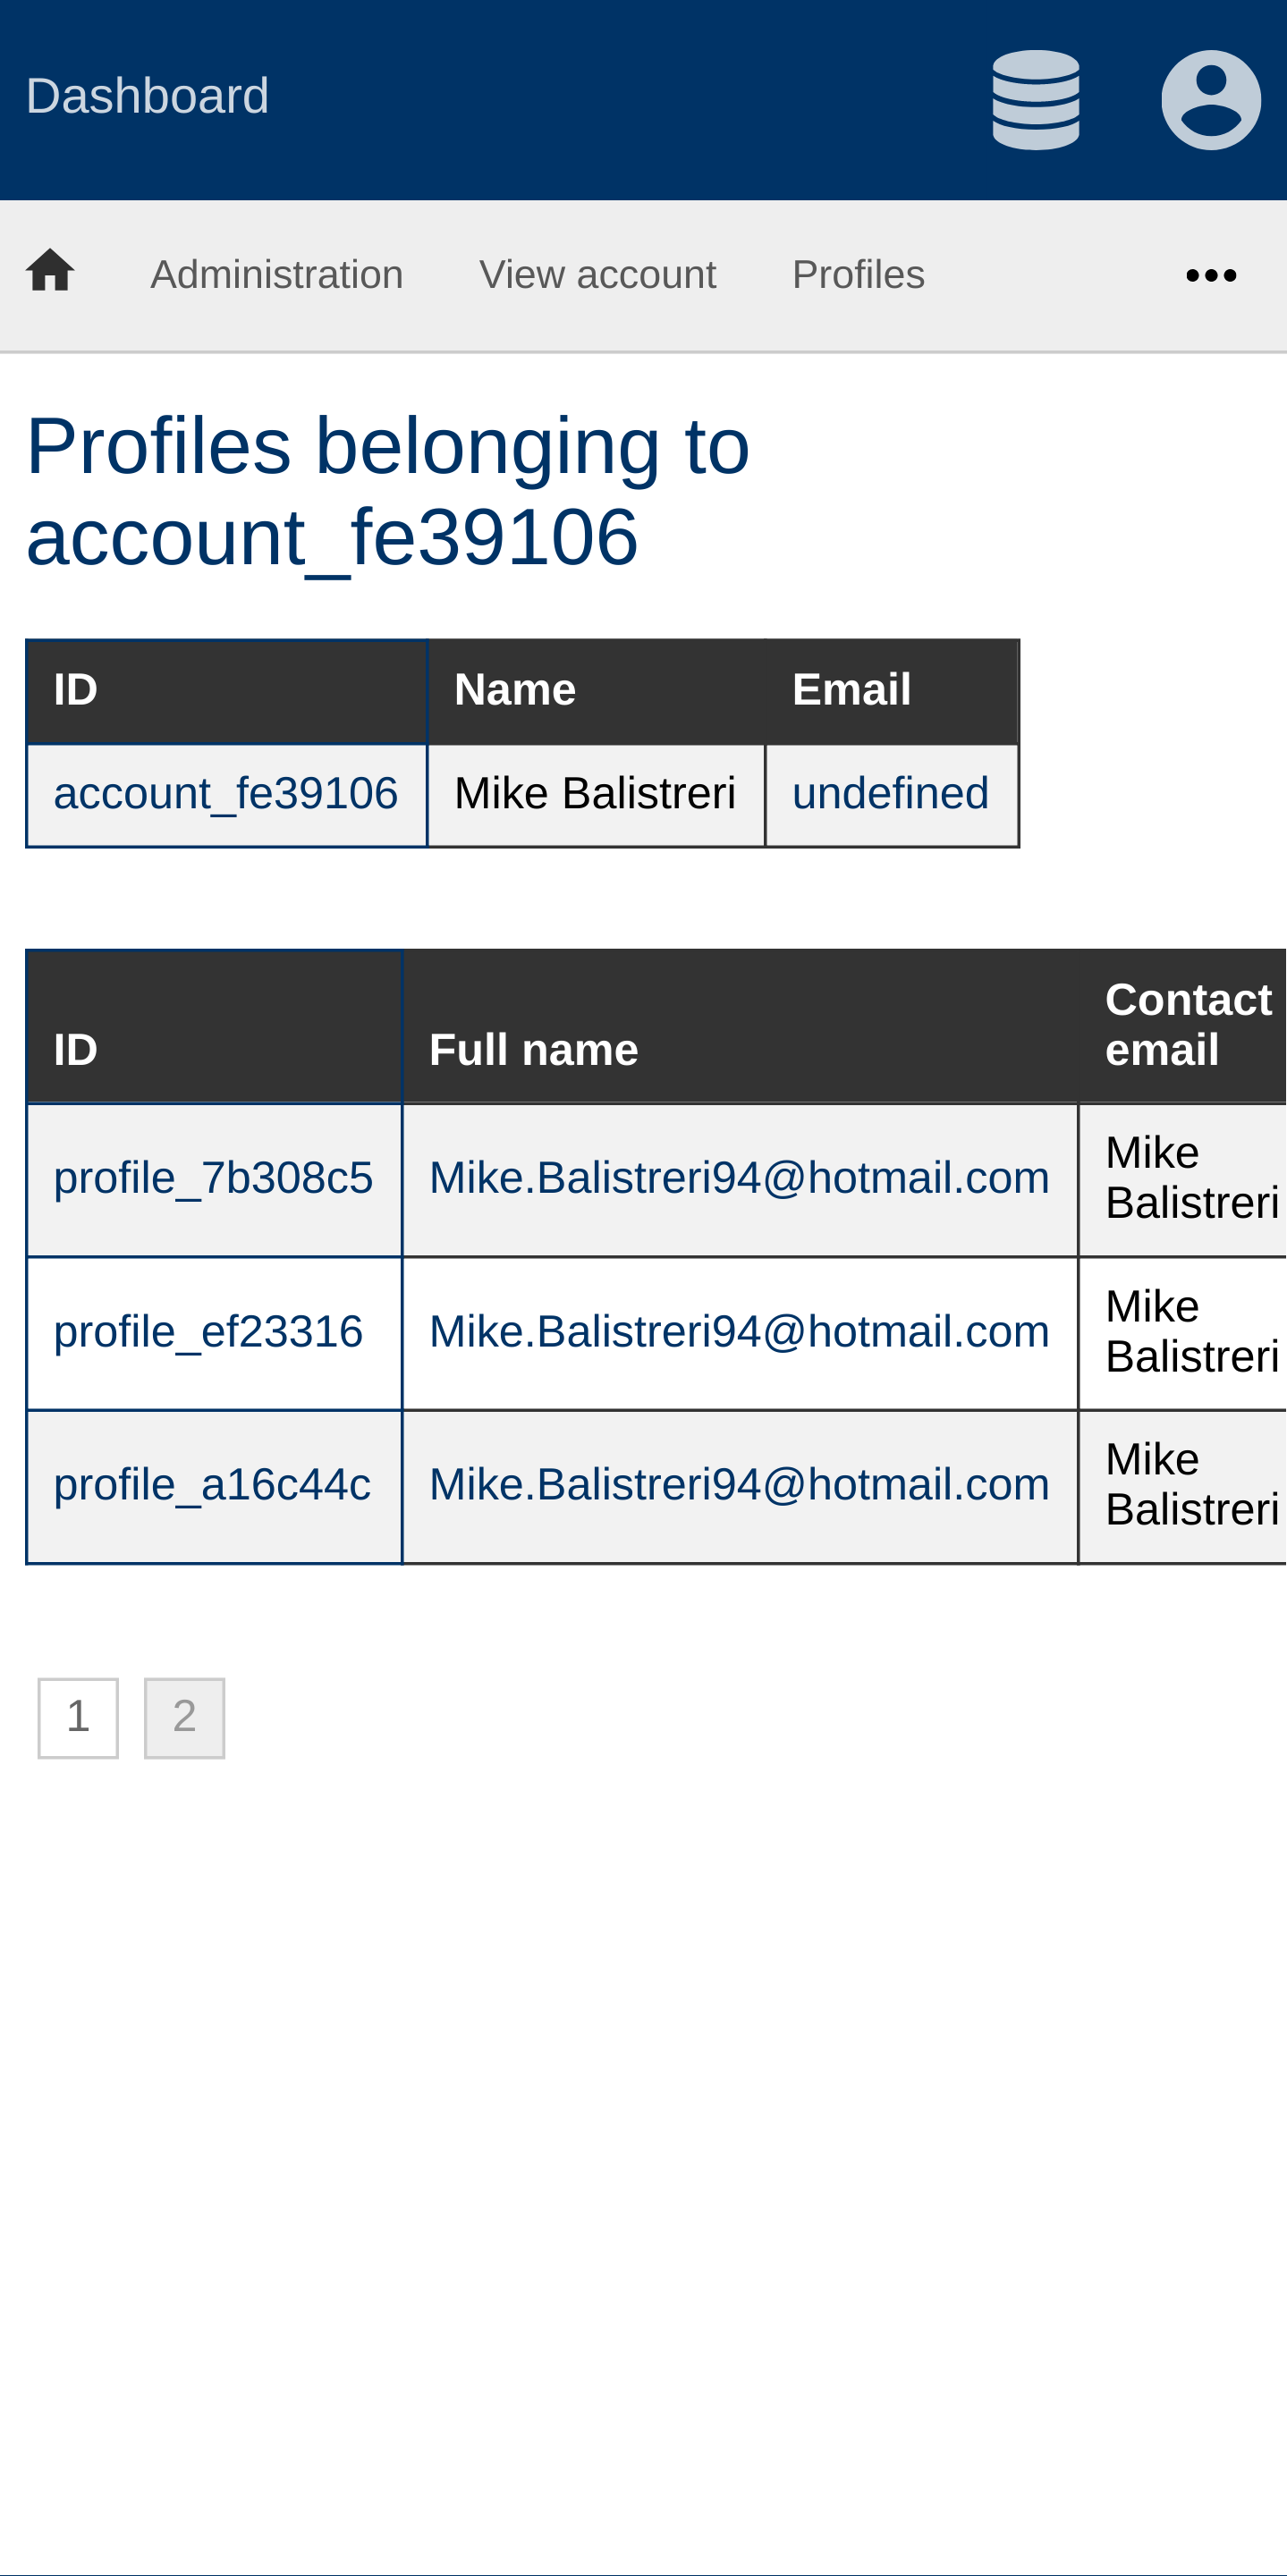 Dashboard
Administration View account Profiles •••
Profiles belonging to
account_fe39106
ID Name Email
account_fe39106 Mike Balistreri undefined
ID Full name Contact email
profile_7b308c5 Mike.Balistreri94@hotmail.com Mike Balistreri
profile_ef23316 Mike.Balistreri94@hotmail.com Mike Balistreri
profile_a16c44c Mike.Balistreri94@hotmail.com Mike Balistreri
1 2